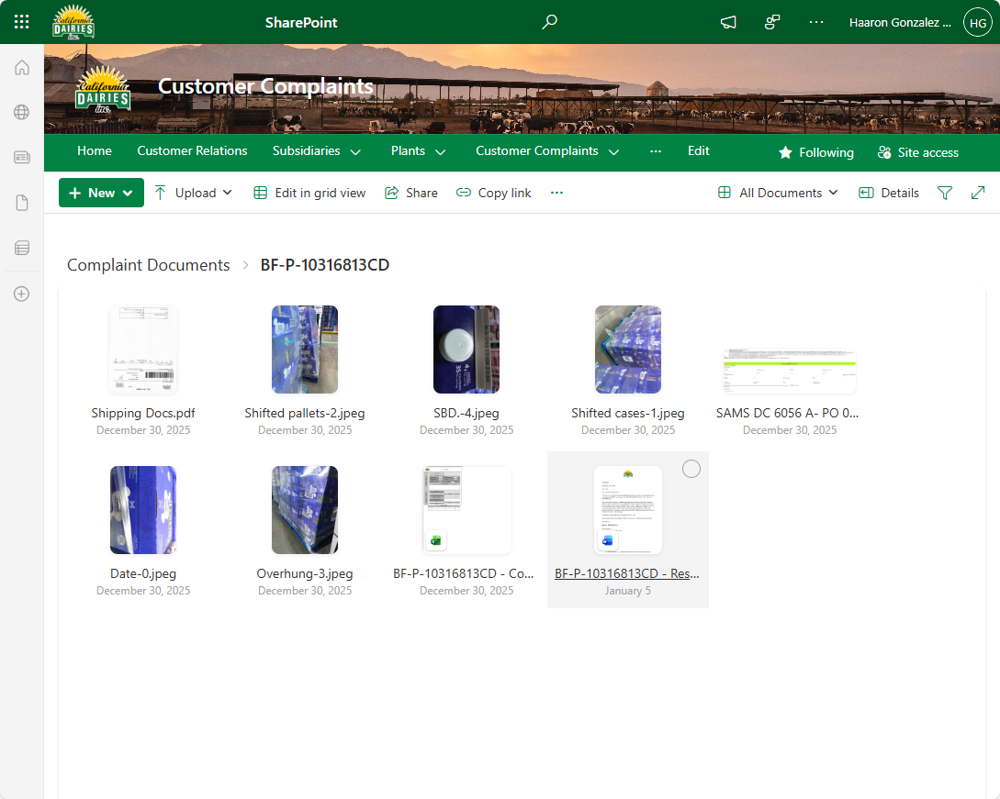 California
DAIRIES
inc.
SharePoint
Haaron Gonzalez ...
HG
California
DAIRIES
inc.
Customer Complaints
Home
Customer Relations
Subsidiaries
Plants
Customer Complaints
...
Edit
Following
Site access
+ New
Upload
Edit in grid view
Share
Copy link
...
All Documents
Details
Complaint Documents > BF-P-10316813CD
Shipping Docs.pdf
December 30, 2025
Shifted pallets-2.jpeg
December 30, 2025
SBD.-4.jpeg
December 30, 2025
Shifted cases-1.jpeg
December 30, 2025
SAMS DC 6056 A- PO 0...
December 30, 2025
Date-0.jpeg
December 30, 2025
Overhung-3.jpeg
December 30, 2025
BF-P-10316813CD - Co...
December 30, 2025
BF-P-10316813CD - Res...
January 5